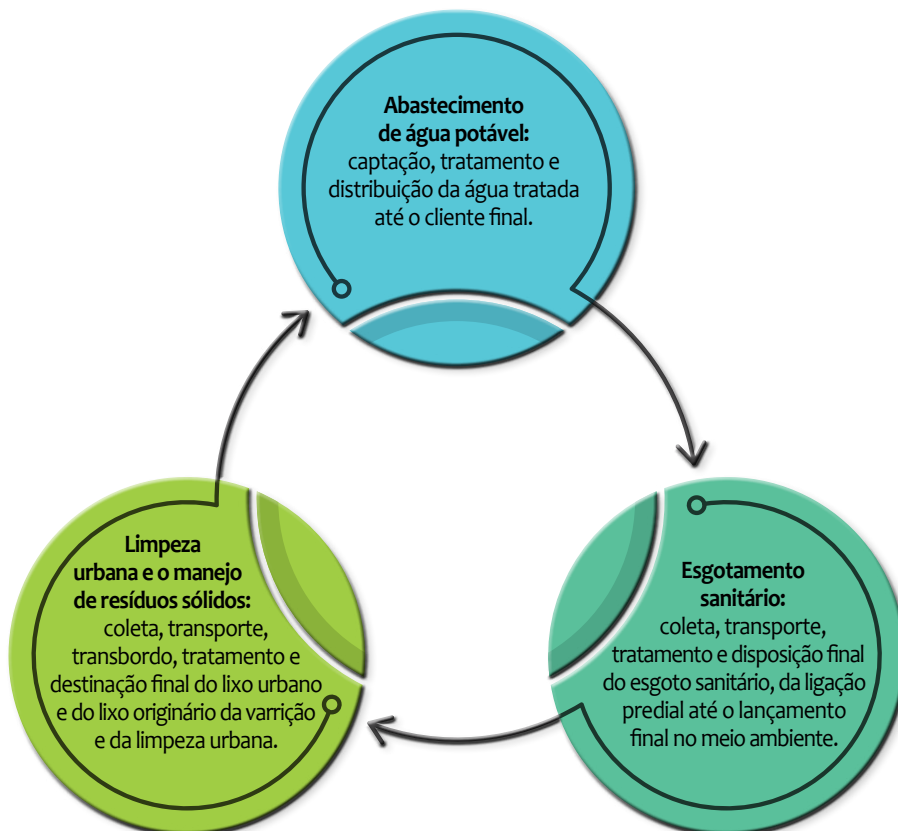 Abastecimento
de água potável:
captação, tratamento e
distribuição da água tratada
até o cliente final.
Limpeza
urbana e o manejo
de resíduos sólidos:
coleta, transporte,
transbordo, tratamento e
destinação final do lixo urbano
e do lixo originário da varrição
e da limpeza urbana.
Esgotamento
sanitário:
coleta, transporte,
tratamento e disposição final
do esgoto sanitário, da ligação
predial até o lançamento
final no meio ambiente.